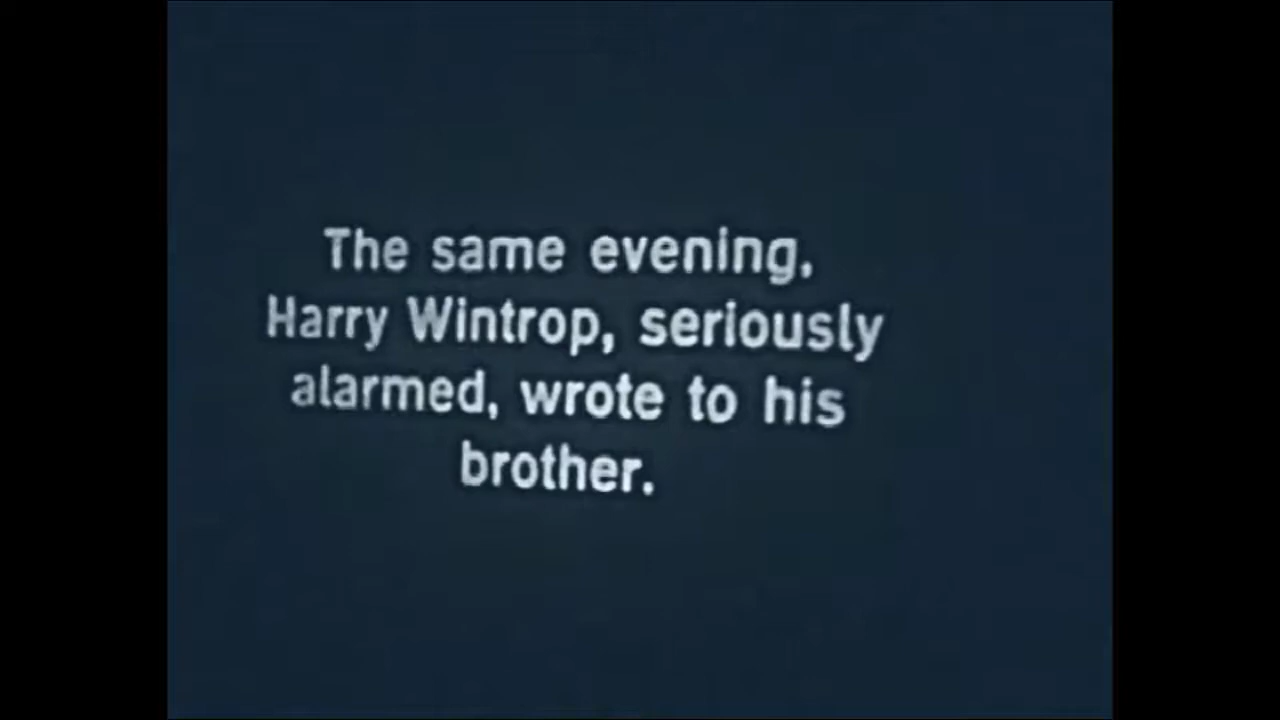 The same evening,
Harry Wintrop, seriously
alarmed, wrote to his
brother.